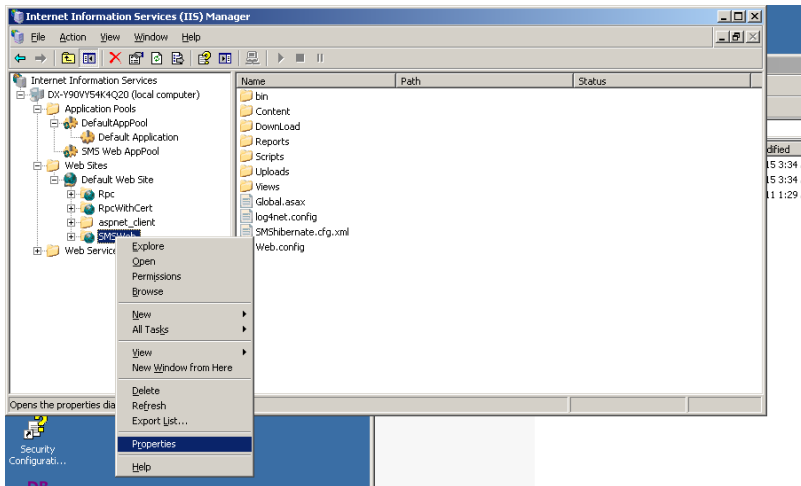 Internet Information Services (IIS) Manager
File Action View Window Help
Internet Information Services
DX-Y90VY54K4Q20 (local computer)
Application Pools
DefaultAppPool
Default Application
SMS Web AppPool
Web Sites
Default Web Site
Rpc
RpcWithCert
aspnet_client
SMSWeb
Web Service
Name Path Status
bin
Content
DownLoad
Reports
Scripts
Uploads
Views
Global.asax
log4net.config
SMShibernate.cfg.xml
Web.config
Explore
Open
Permissions
Browse
New
All Tasks
View
New Window from Here
Delete
Refresh
Export List...
Properties
Help
Opens the properties dia
dified
15 3:34
15 3:34
11 1:29
Security
Configurati...